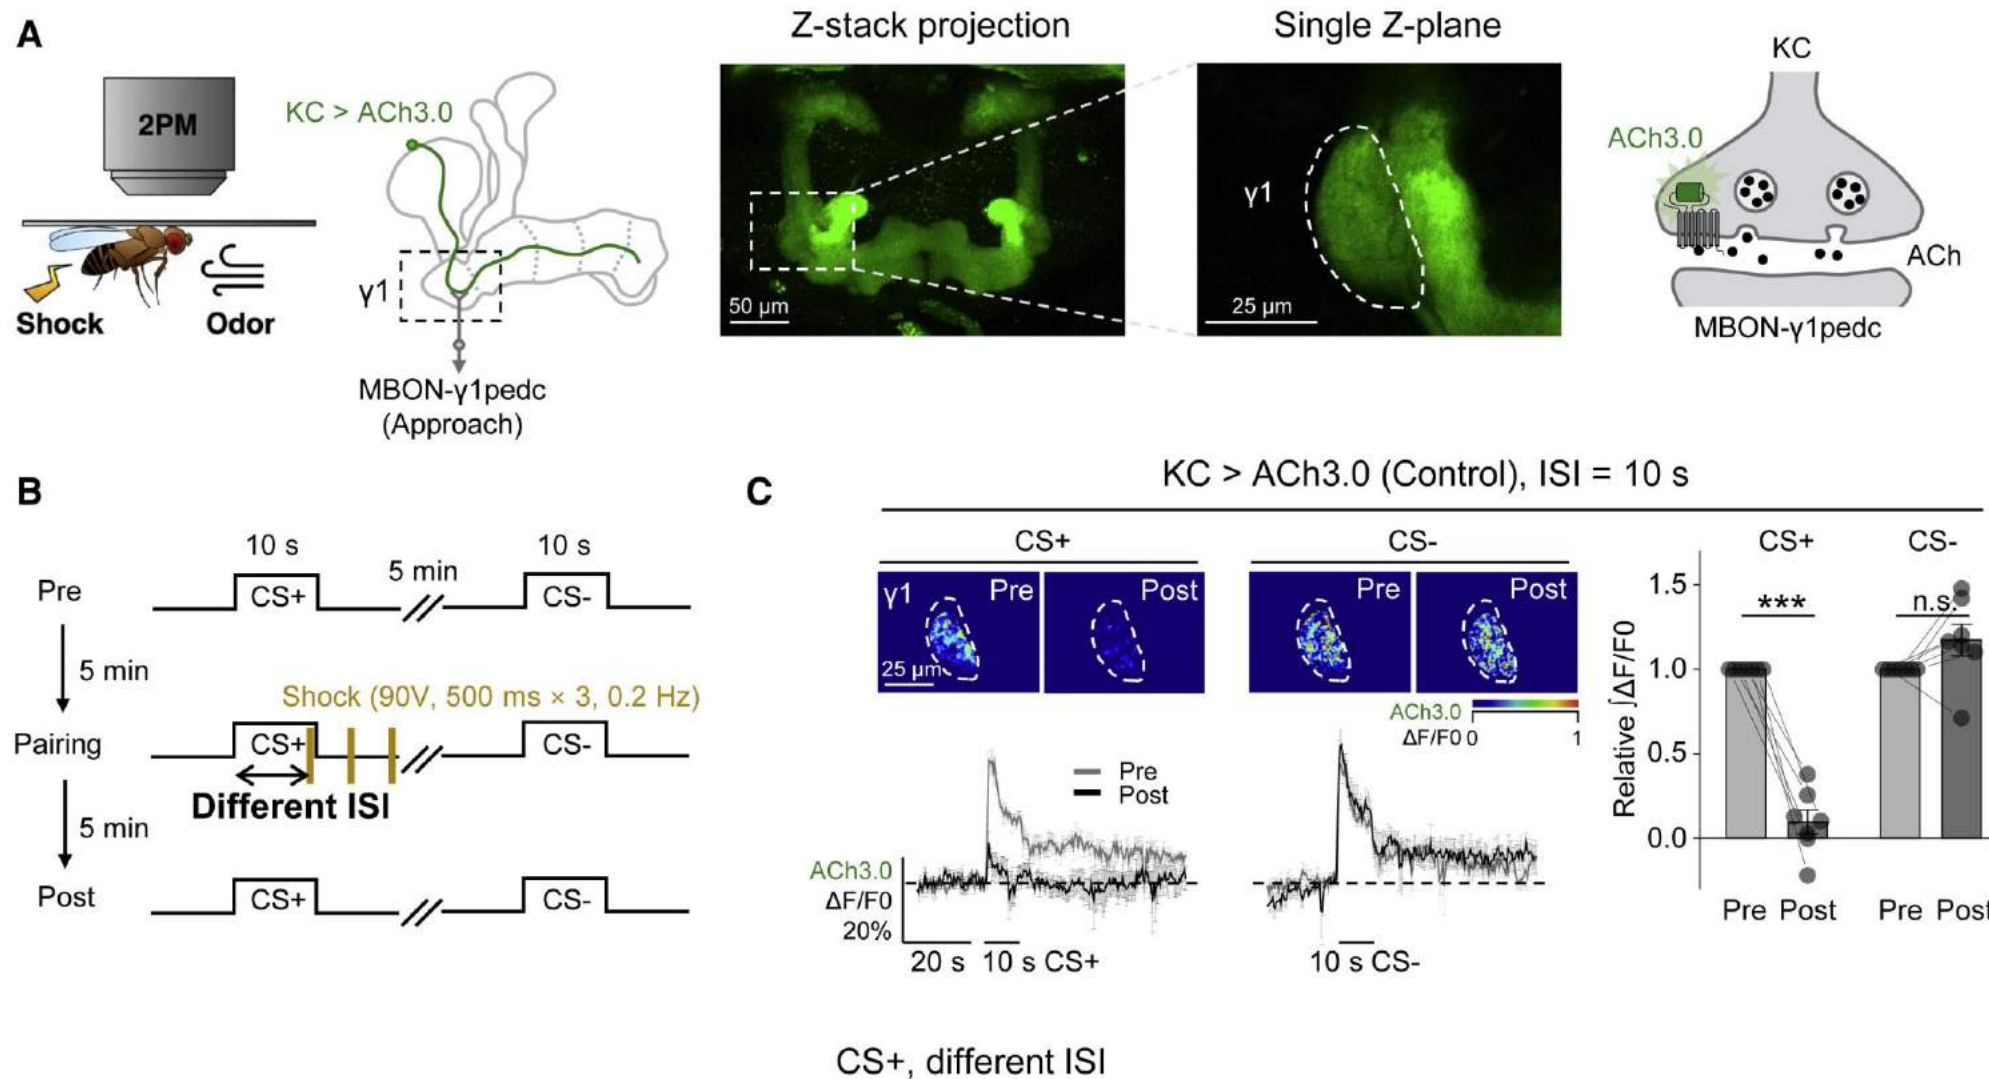 A
2PM
Shock
Odor
KC > ACh3.0
γ1
MBON-γ1pedc
(Approach)
Z-stack projection
50 μm
Single Z-plane
γ1
25 μm
KC
ACh3.0
ACh
MBON-γ1pedc
B
10 s
10 s
Pre
CS+
5 min
CS-
5 min
Shock (90V, 500 ms × 3, 0.2 Hz)
Pairing
CS+
CS-
Different ISI
5 min
Post
CS+
CS-
C
KC > ACh3.0 (Control), ISI = 10 s
CS+
CS-
γ1
Pre
Post
25 μm
Pre
Post
ACh3.0
ΔF/F0 0
1
Pre
Post
ACh3.0
ΔF/F0
20%
20 s
10 s CS+
10 s CS-
CS+
CS-
1.5
***
n.s.
1.0
0.5
0.0
Relative ∫ΔF/F0
Pre Post
Pre Post
CS+, different ISI